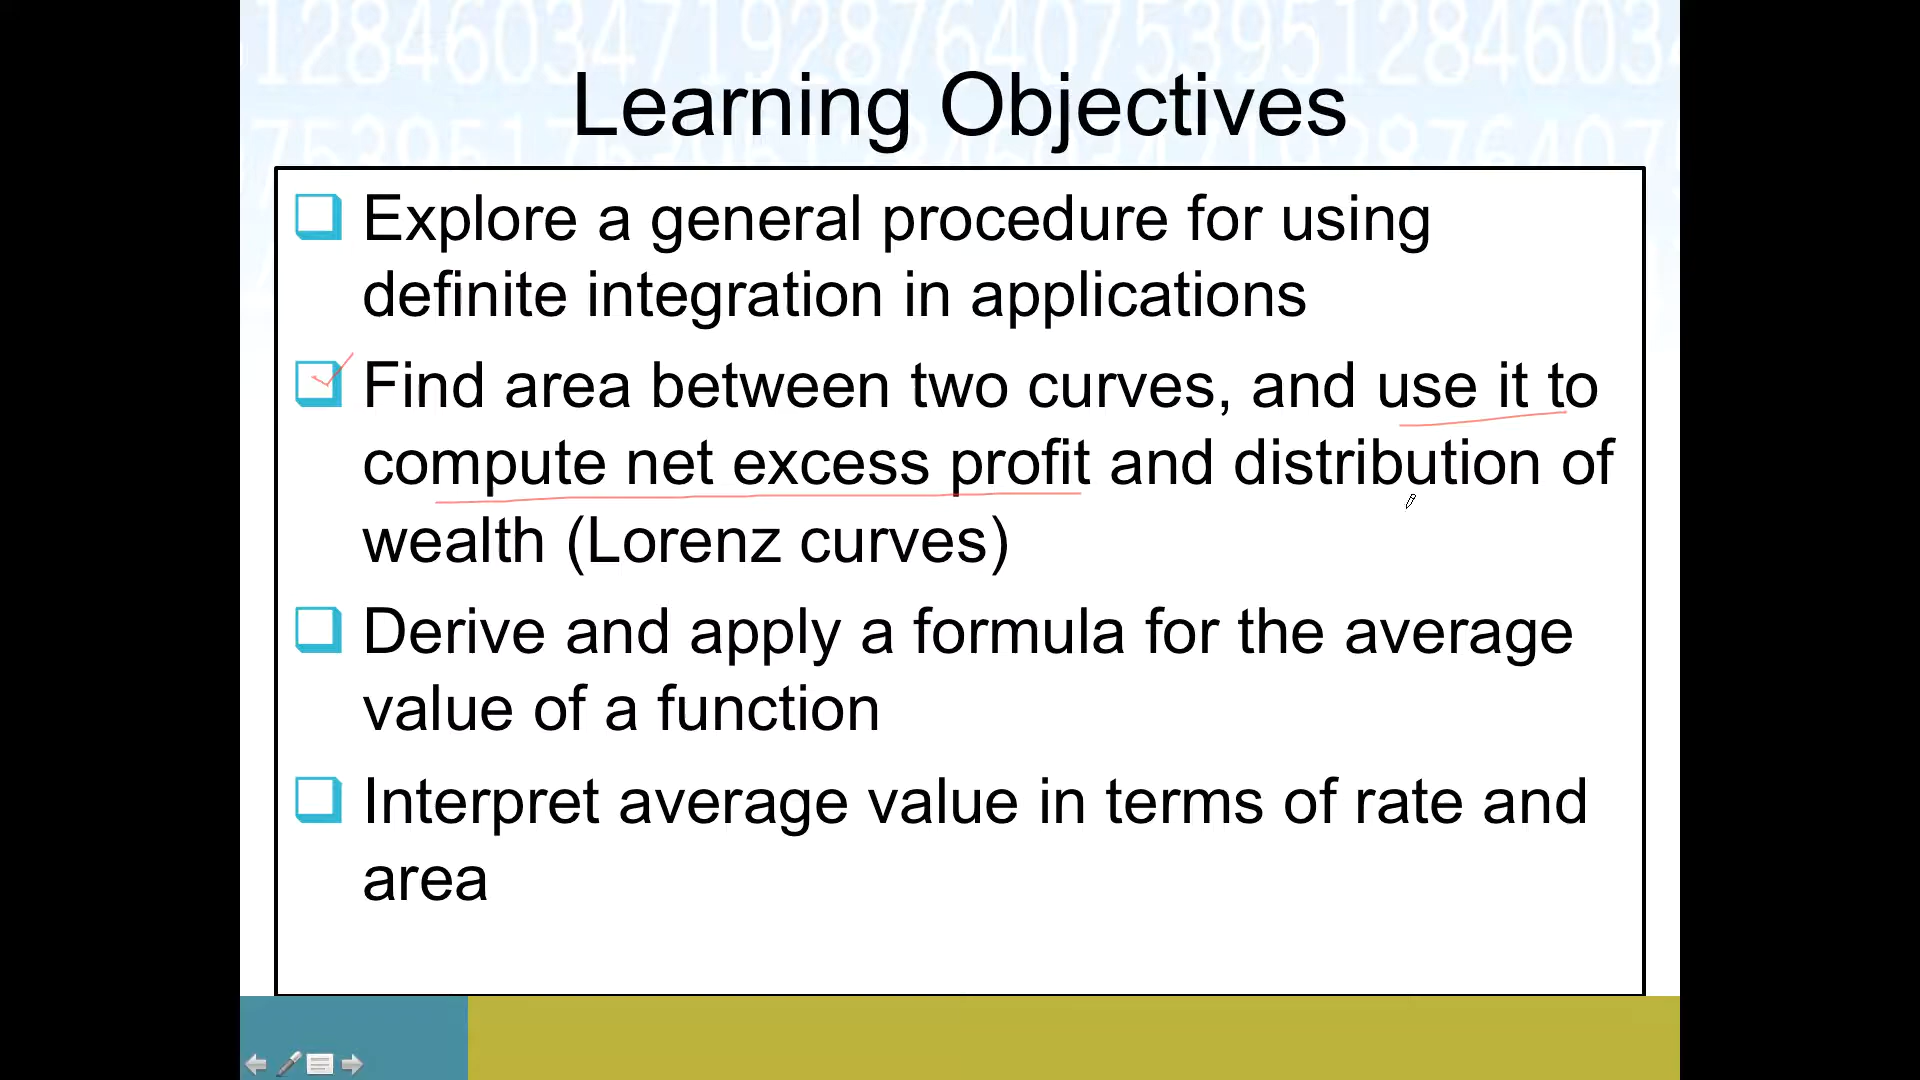 128460347192876407539512846034
Learning Objectives
Explore a general procedure for using
definite integration in applications
Find area between two curves, and use it to
compute net excess profit and distribution of
wealth (Lorenz curves)
Derive and apply a formula for the average
value of a function
Interpret average value in terms of rate and
area